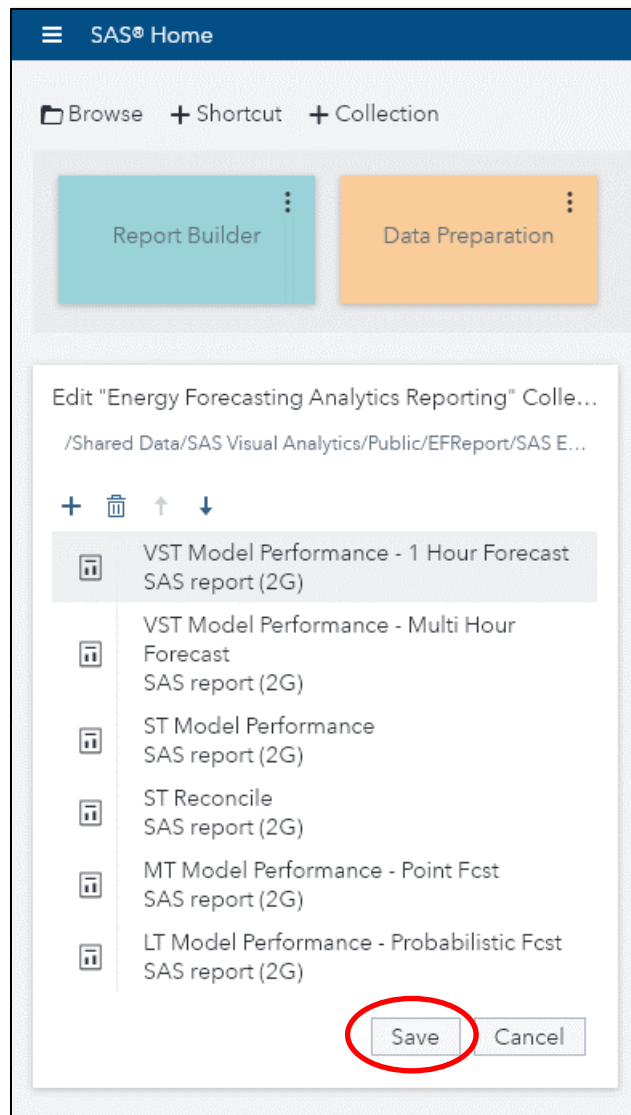 SAS® Home
Browse + Shortcut + Collection
Report Builder
Data Preparation
Edit "Energy Forecasting Analytics Reporting" Colle...
/Shared Data/SAS Visual Analytics/Public/EFReport/SAS E...
VST Model Performance - 1 Hour Forecast
SAS report (2G)
VST Model Performance - Multi Hour
Forecast
SAS report (2G)
ST Model Performance
SAS report (2G)
ST Reconcile
SAS report (2G)
MT Model Performance - Point Fcst
SAS report (2G)
LT Model Performance - Probabilistic Fcst
SAS report (2G)
Save Cancel